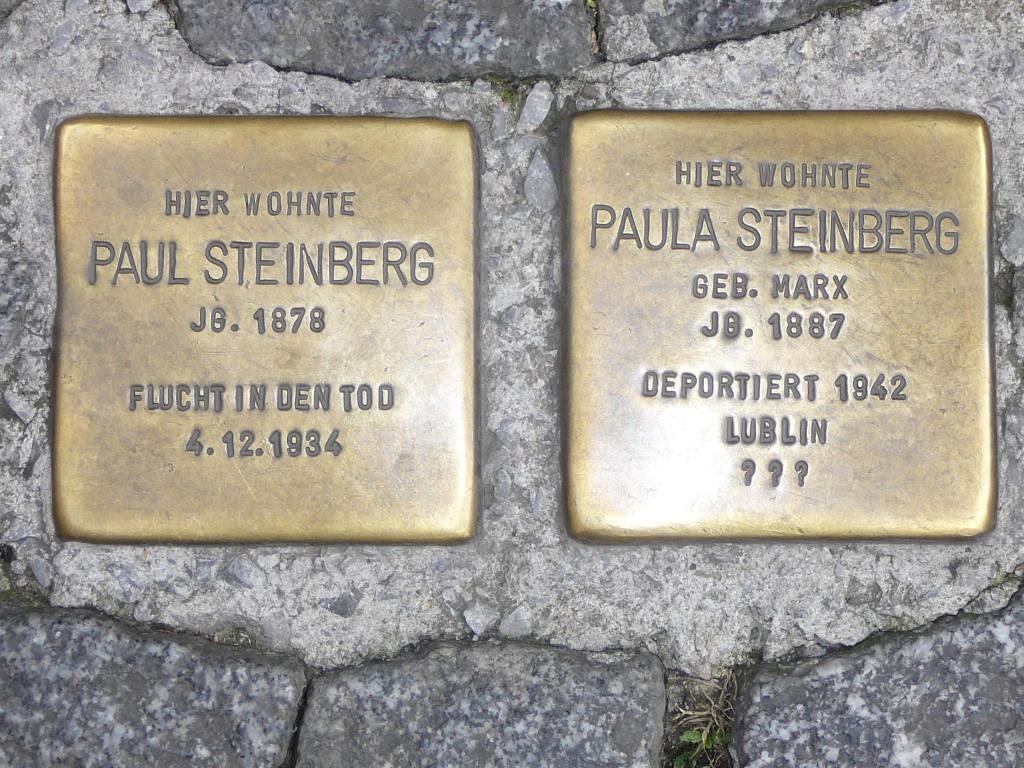 HIER WOHNTE
PAUL STEINBERG
JG. 1878
FLUCHT IN DEN TOD
4.12.1934
HIER WOHNTE
PAULA STEINBERG
GEB. MARX
JG. 1887
DEPORTIERT 1942
LUBLIN
? ? ?